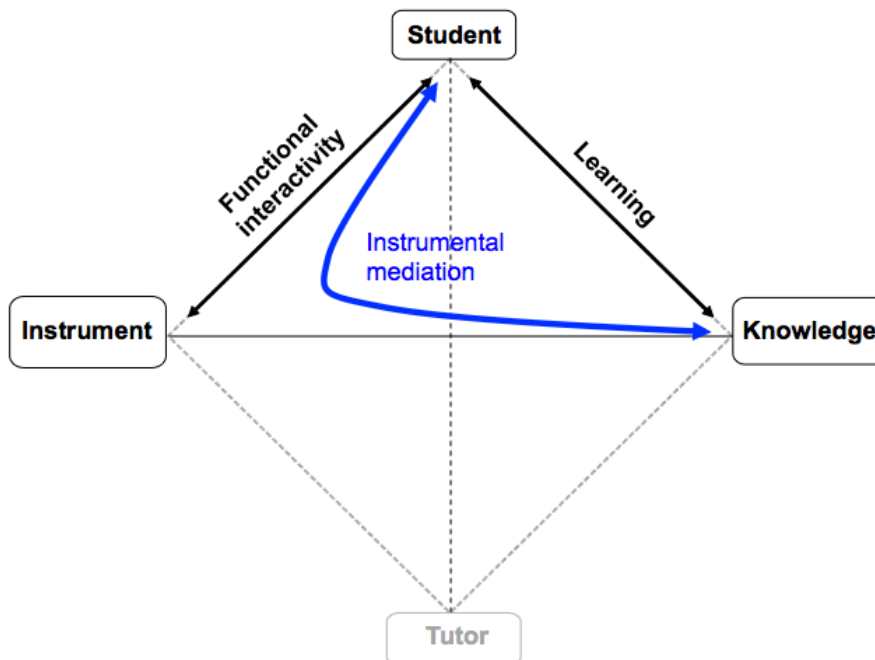 Student
Functional
interactivity
Learning
Instrumental
mediation
Instrument
Knowledge
Tutor